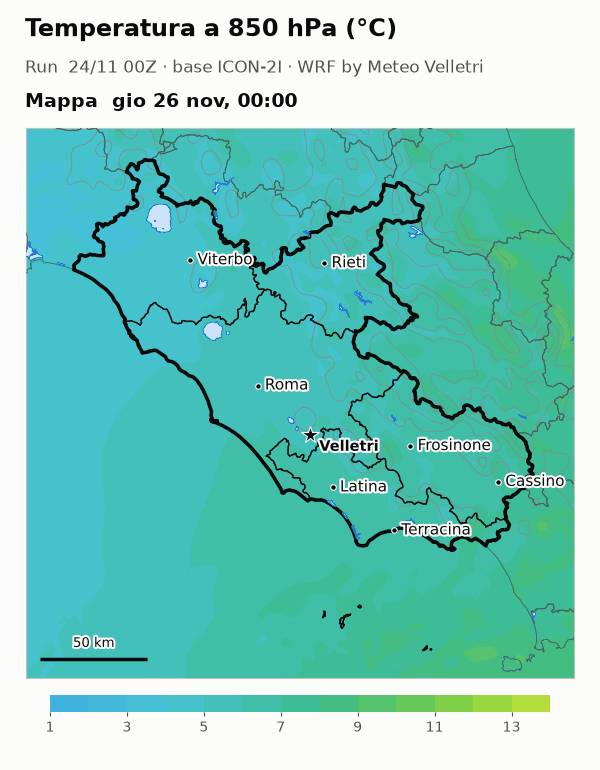 Temperatura a 850 hPa (°C)
Run  24/11 00Z · base ICON-2I · WRF by Meteo Velletri
Mappa  gio 26 nov, 00:00
Viterbo
Rieti
Roma
Velletri
Frosinone
Cassino
Latina
Terracina
50 km
1 3 5 7 9 11 13